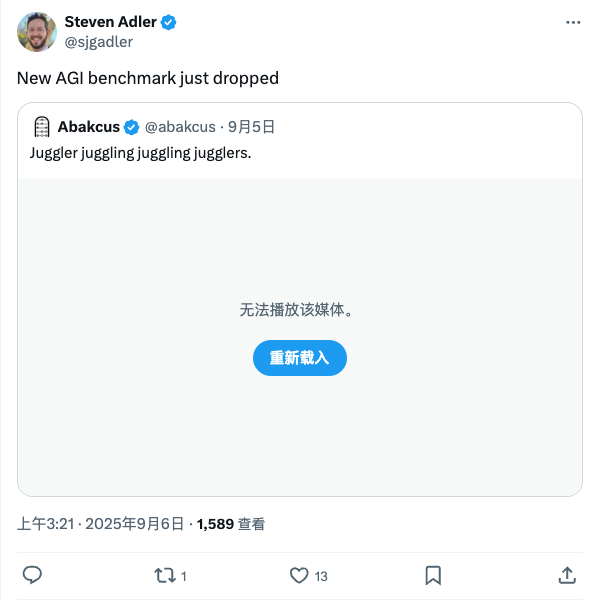 Steven Adler
@sjgadler
New AGI benchmark just dropped
Abakcus @abakcus · 9月5日
Juggler juggling juggling jugglers.
无法播放该媒体。
重新载入
上午3:21 · 2025年9月6日 · 1,589 查看
1 13